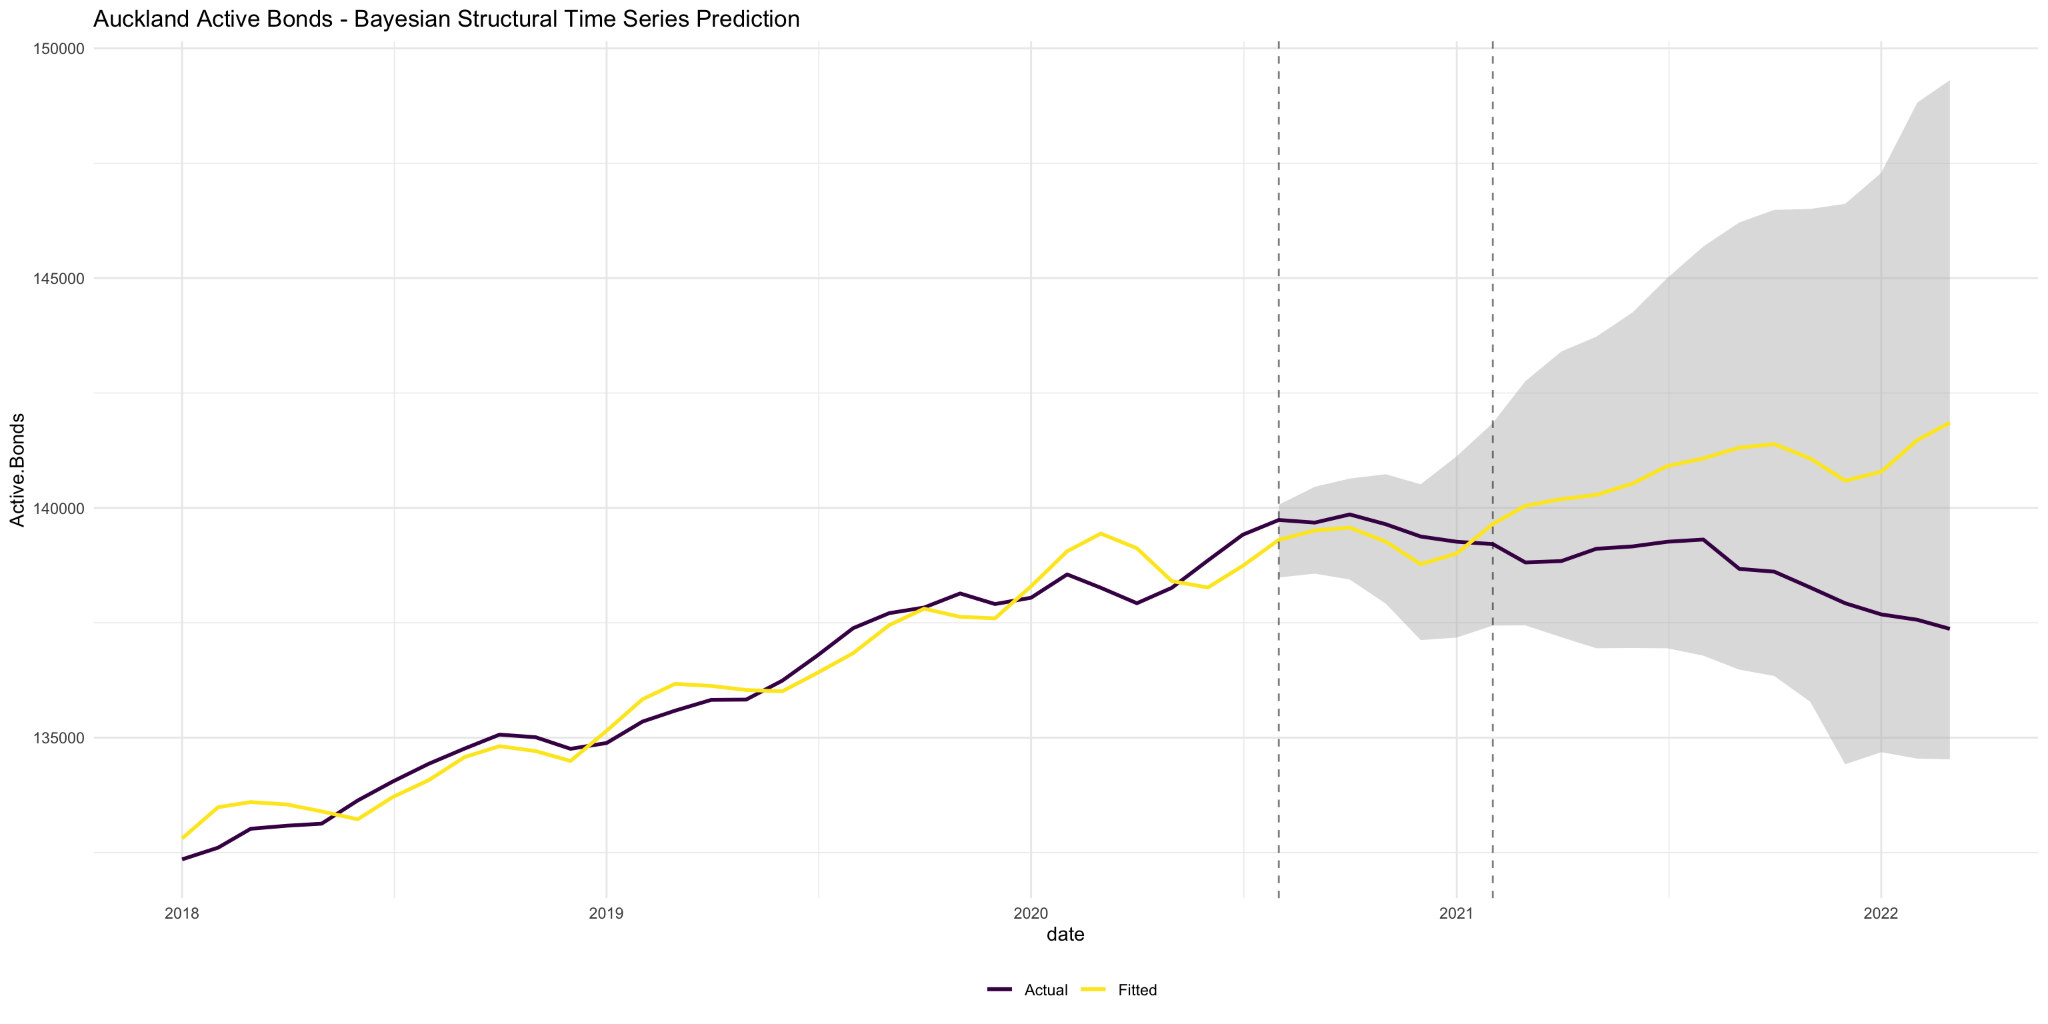 Auckland Active Bonds - Bayesian Structural Time Series Prediction
150000
145000
140000
135000
Active.Bonds
2018 2019 2020 2021 2022
date
Actual Fitted